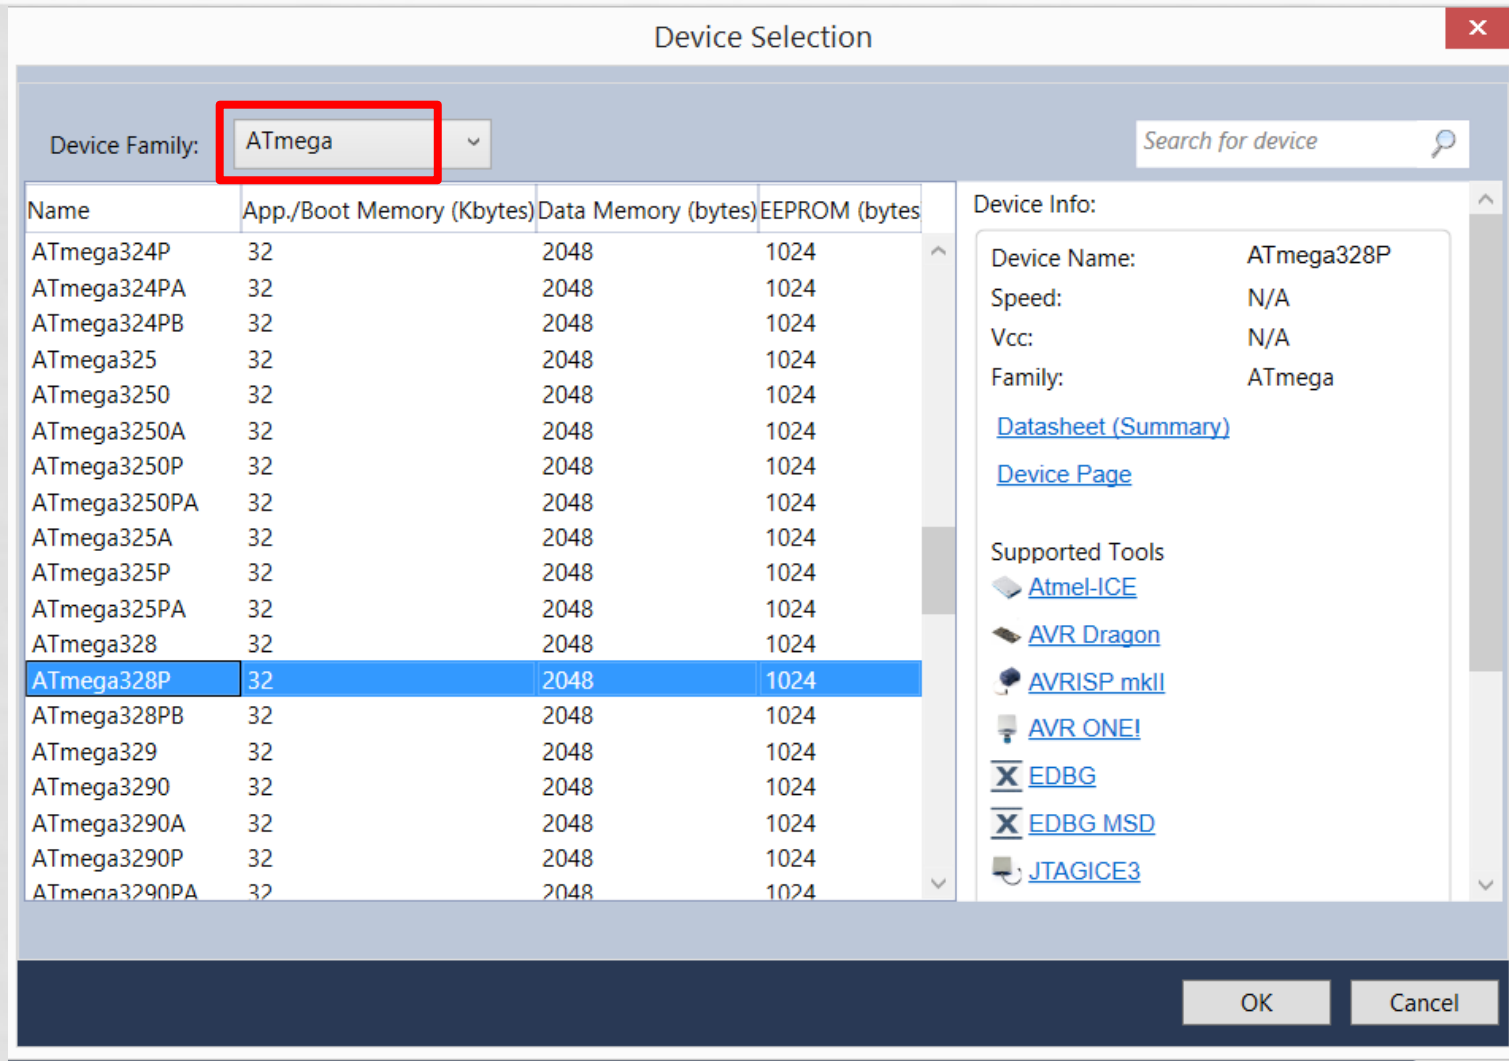 Device Selection
x
Device Family: ATmega
Search for device
Name App./Boot Memory (Kbytes) Data Memory (bytes) EEPROM (bytes
ATmega324P 32 2048 1024
ATmega324PA 32 2048 1024
ATmega324PB 32 2048 1024
ATmega325 32 2048 1024
ATmega3250 32 2048 1024
ATmega3250A 32 2048 1024
ATmega3250P 32 2048 1024
ATmega3250PA 32 2048 1024
ATmega325A 32 2048 1024
ATmega325P 32 2048 1024
ATmega325PA 32 2048 1024
ATmega328 32 2048 1024
ATmega328P 32 2048 1024
ATmega328PB 32 2048 1024
ATmega329 32 2048 1024
ATmega3290 32 2048 1024
ATmega3290A 32 2048 1024
ATmega3290P 32 2048 1024
ATmega3290PA 32 2048 1024
Device Info:
Device Name: ATmega328P
Speed: N/A
Vcc: N/A
Family: ATmega
Datasheet (Summary)
Device Page
Supported Tools
Atmel-ICE
AVR Dragon
AVRISP mkII
AVR ONE!
EDBG
EDBG MSD
JTAGICE3
OK Cancel